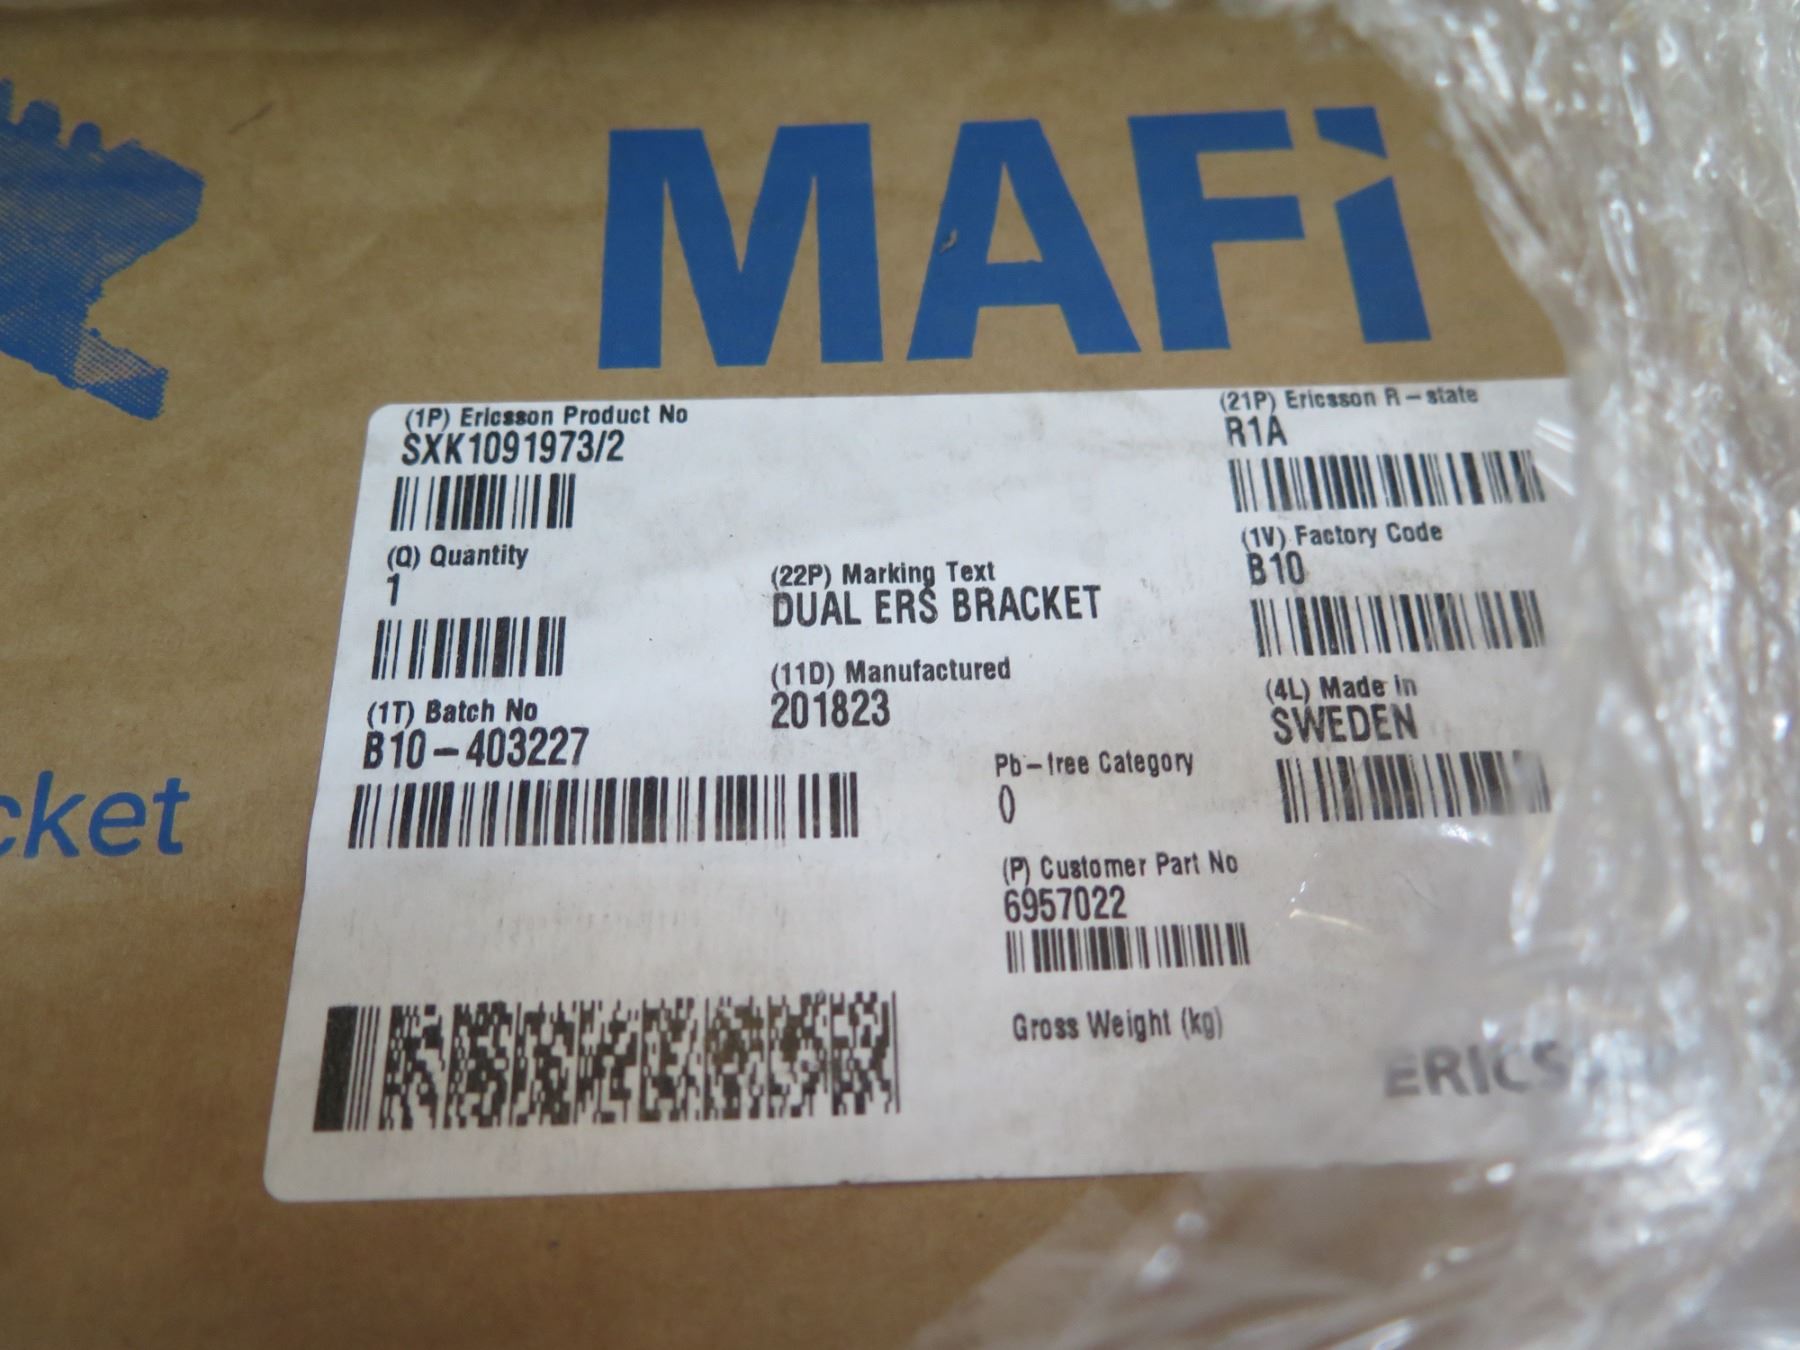 MAFi
(1P) Ericsson Product No
SXK1091973/2
(21P) Ericsson R-state
R1A
(Q) Quantity
1
(22P) Marking Text
DUAL ERS BRACKET
(1V) Factory Code
B10
(1T) Batch No
B10-403227
(11D) Manufactured
201823
(4L) Made in
SWEDEN
Pb-free Category
0
(P) Customer Part No
6957022
Gross Weight (kg)
cket